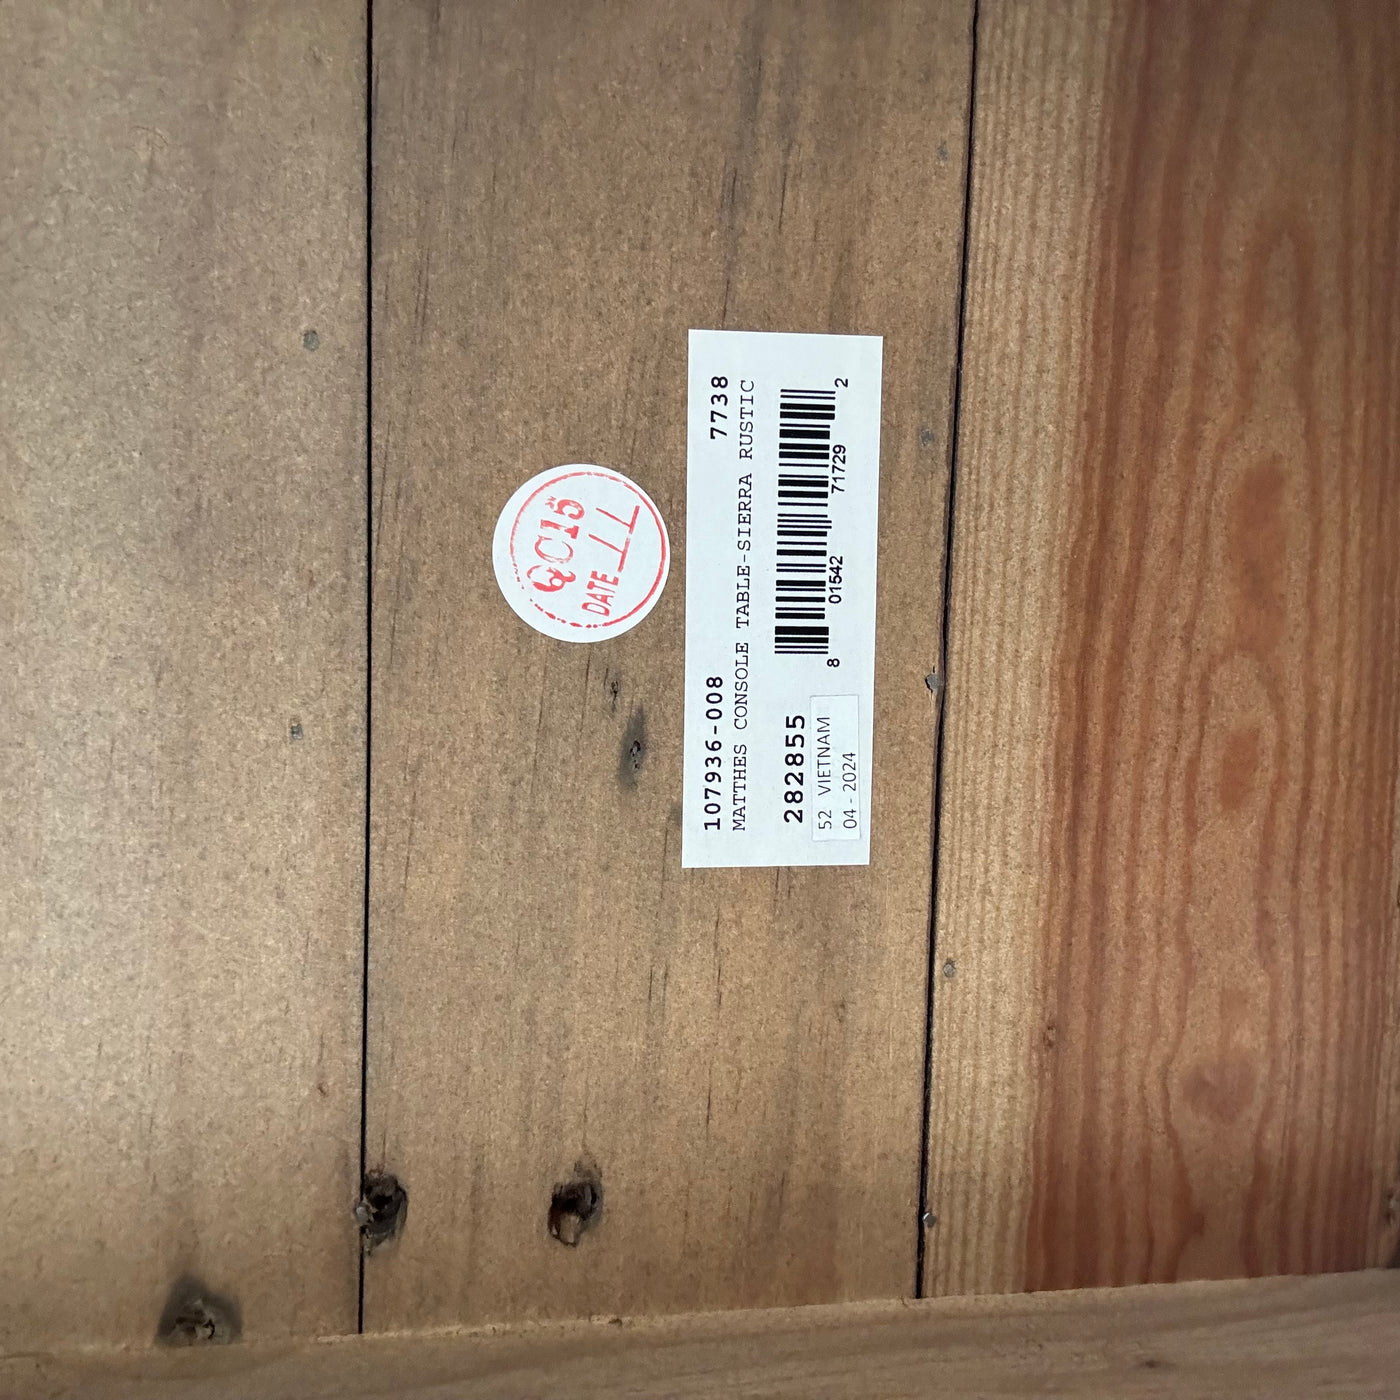 QC15
DATE
107936-008 7738
MATTHES CONSOLE TABLE-SIERRA RUSTIC
282855
8 01542 71729 2
52 VIETNAM
04 - 2024